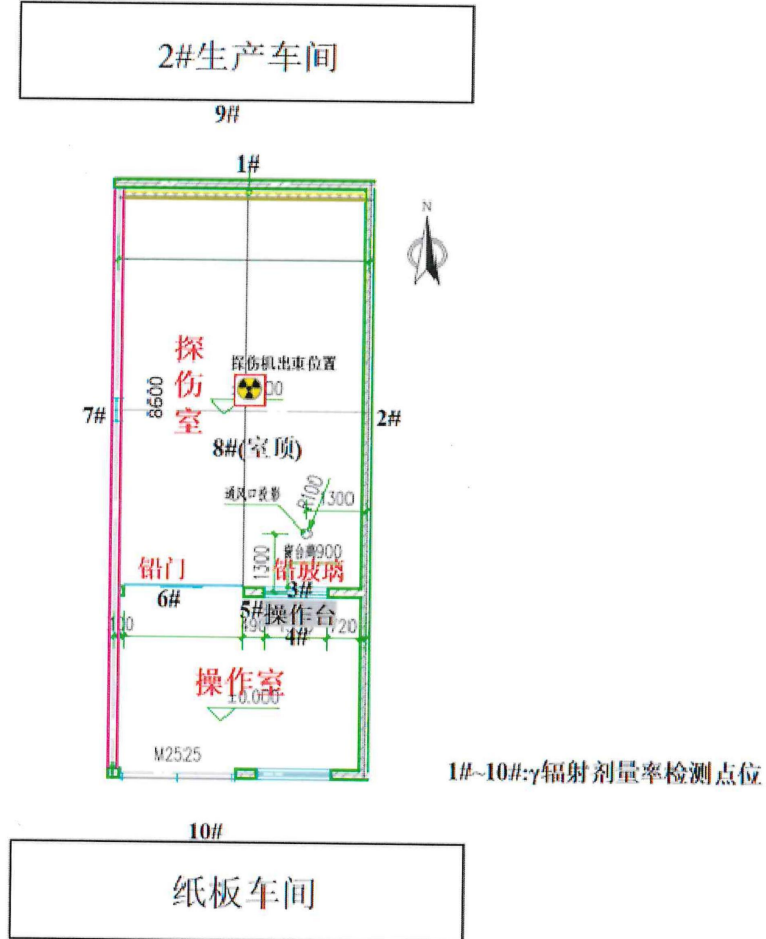 2#生产车间
9#
1#
N
探伤室
探伤机出束位置
8600
7#
2#
8#(室顶)
通风口投影
R100
1300
1300
窗台高900
铅门
铅玻璃
6#
3#
5#
操作台
4#
720
操作室
±0.000
M2525
1#~10#:γ辐射剂量率检测点位
10#
纸板车间